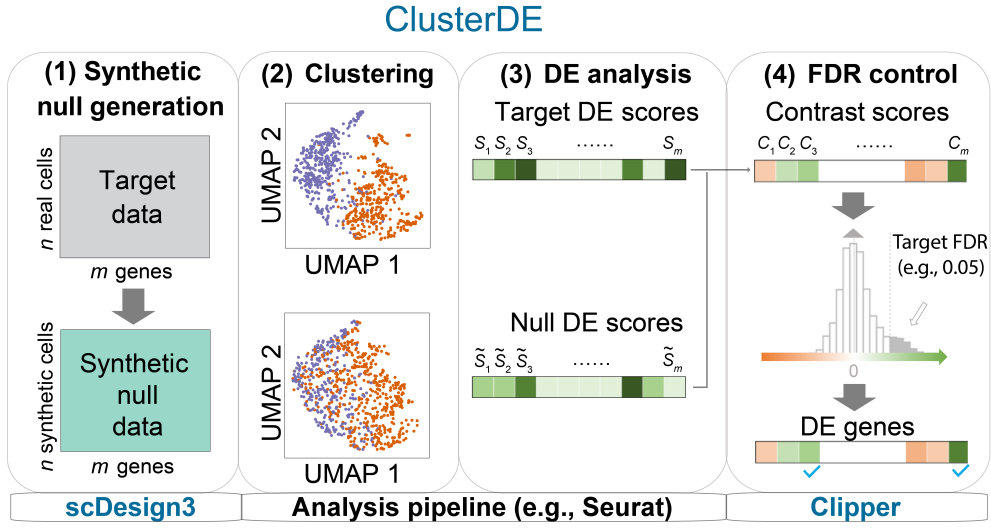 ClusterDE
(1) Synthetic
null generation
n real cells
Target
data
m genes
n synthetic cells
Synthetic
null
data
m genes
scDesign3
(2) Clustering
UMAP 2
UMAP 1
UMAP 2
UMAP 1
(3) DE analysis
Target DE scores
S₁ S₂ S₃ ...... Sₘ
Null DE scores
S̃₁ S̃₂ S̃₃ ...... S̃ₘ
Analysis pipeline (e.g., Seurat)
(4) FDR control
Contrast scores
C₁ C₂ C₃ ...... Cₘ
Target FDR
(e.g., 0.05)
0
DE genes
Clipper